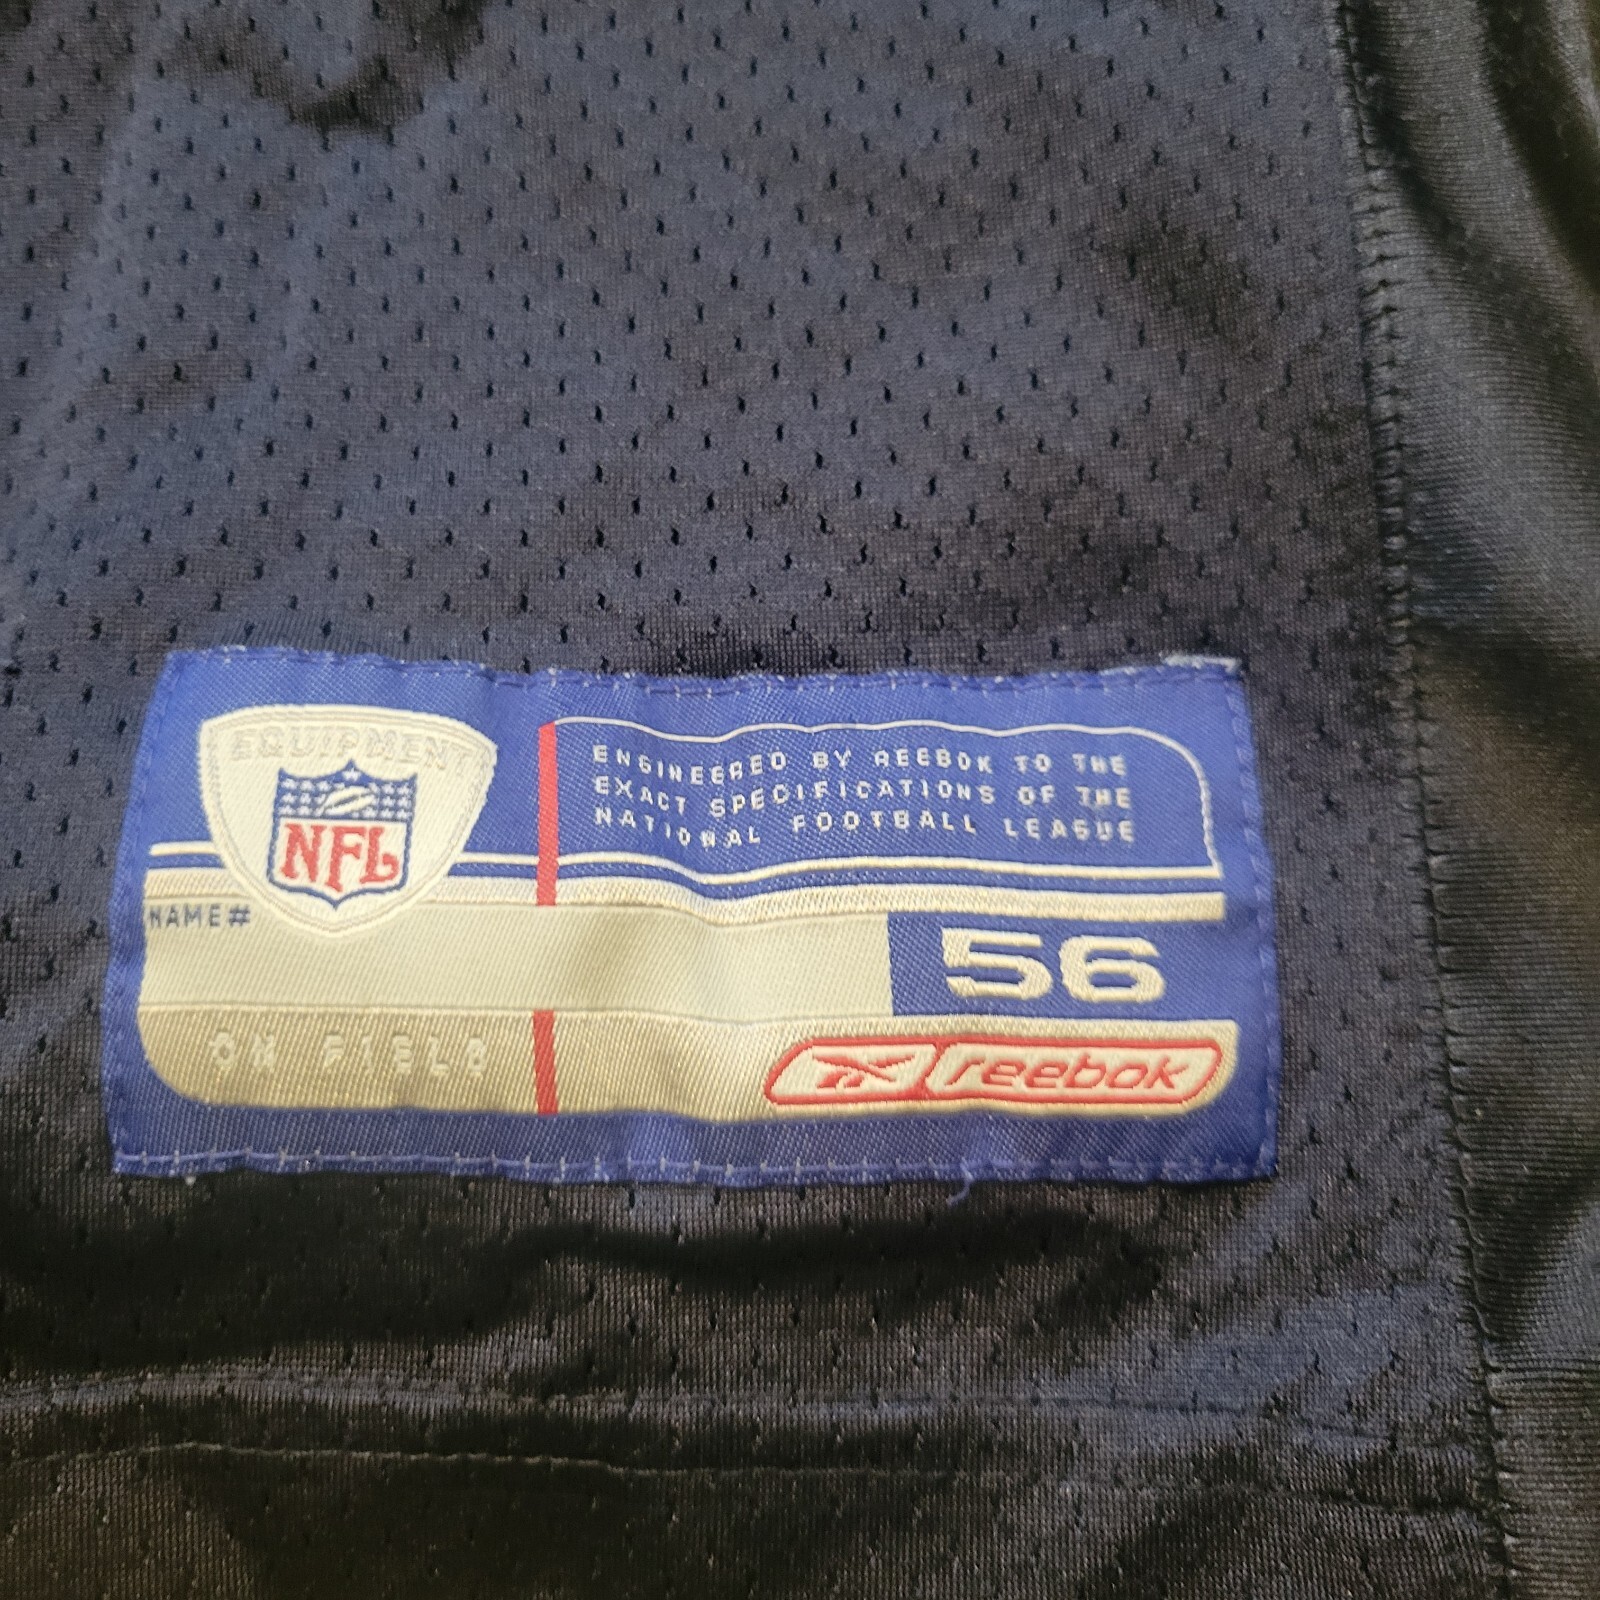 EQUIPMENT
NFL
ENGINEERED BY REEBOK TO THE
EXACT SPECIFICATIONS OF THE
NATIONAL FOOTBALL LEAGUE
NAME#
56
ON FIELD
reebok